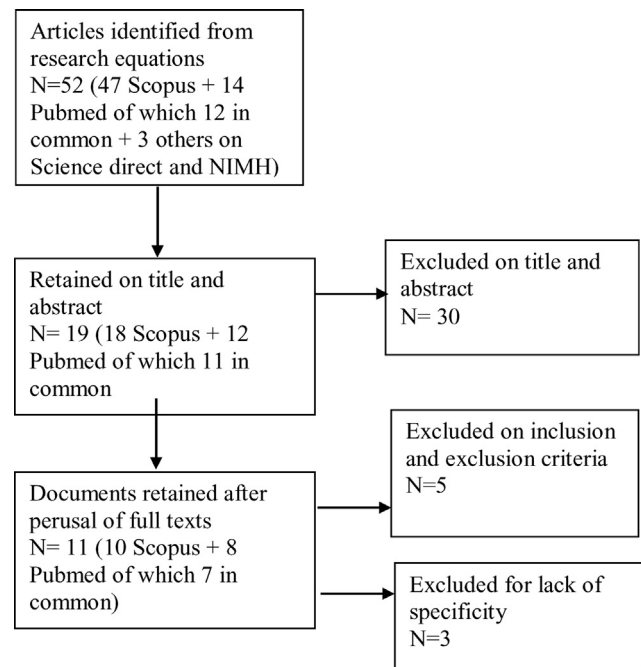 Articles identified from
research equations
N=52 (47 Scopus + 14
Pubmed of which 12 in
common + 3 others on
Science direct and NIMH)
Retained on title and
abstract
N= 19 (18 Scopus + 12
Pubmed of which 11 in
common
Excluded on title and
abstract
N= 30
Excluded on inclusion
and exclusion criteria
N=5
Documents retained after
perusal of full texts
N= 11 (10 Scopus + 8
Pubmed of which 7 in
common)
Excluded for lack of
specificity
N=3